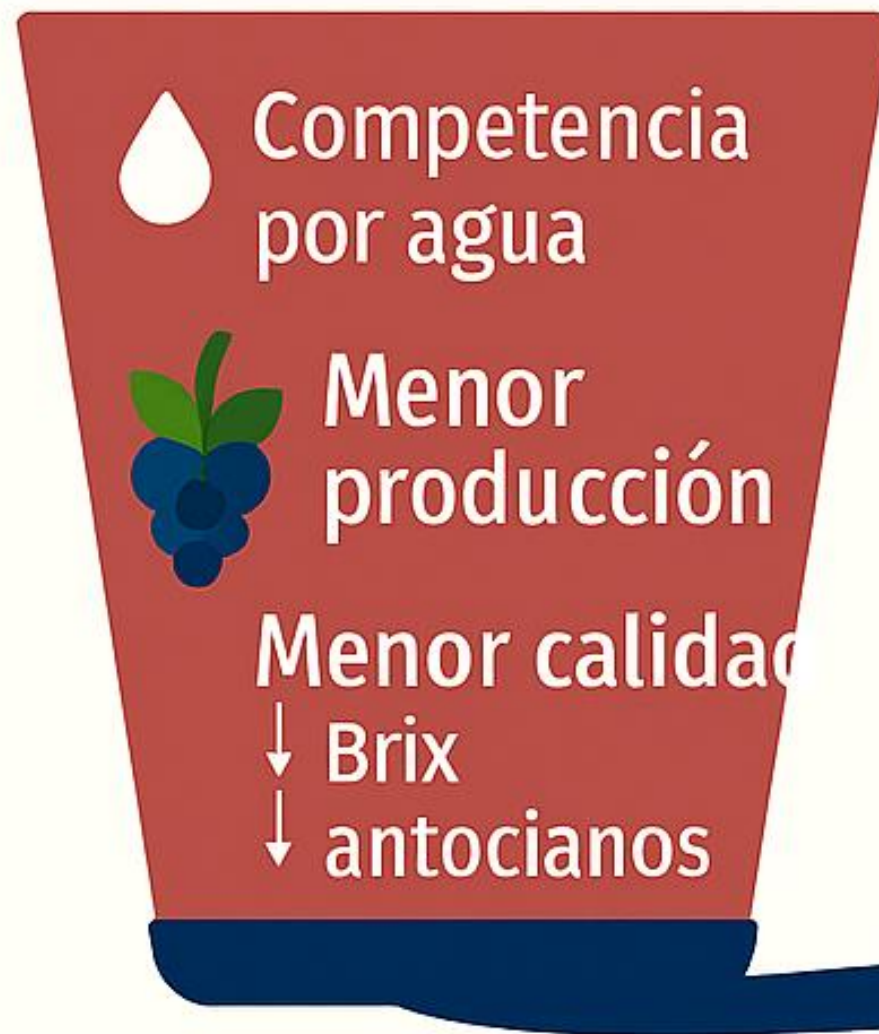 Competencia
por agua
Menor
producción
Menor calidad
↓ Brix
↓ antocianos